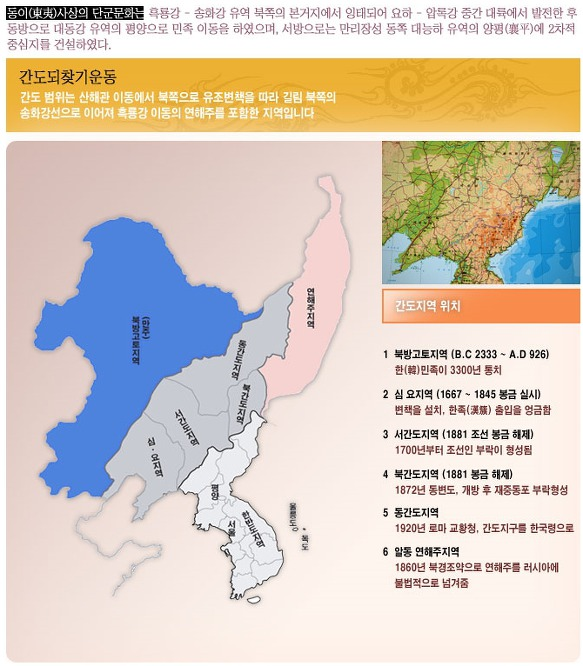 동이(東夷)사상의 단군문화는 흑룡강 - 송화강 유역 북쪽의 본거지에서 잉태되어 요하 - 압록강 중간 대륙에서 발전한 후
동방으로 대동강 유역의 평양으로 민족 이동을 하였으며, 서방으로는 만리장성 동쪽 대능하 유역의 양평(襄平)에 2차적
중심지를 건설하였다.
간도되찾기운동
간도 범위는 산해관 이동에서 북쪽으로 유조변책을 따라 길림 북쪽의
송화강선으로 이어져 흑룡강 이동의 연해주를 포함한 지역입니다
연해주지역
(만주)
북방고토지역
동간도지역
북간도지역
서간도지역
심·요지역
평양
서울
한반도지역
울릉도
독도
간도지역 위치
1 북방고토지역 (B.C 2333 ~ A.D 926)
한(韓)민족이 3300년 통치
2 심 요지역 (1667 ~ 1845 봉금 실시)
변책을 설치, 한족(漢族) 출입을 엉금함
3 서간도지역 (1881 조선 봉금 해제)
1700년부터 조선인 부락이 형성됨
4 북간도지역 (1881 봉금 해제)
1872년 동변도, 개방 후 재중동포 부락형성
5 동간도지역
1920년 로마 교황청, 간도지구를 한국령으로
6 알동 연해주지역
1860년 북경조약으로 연해주를 러시아에
불법적으로 넘겨줌